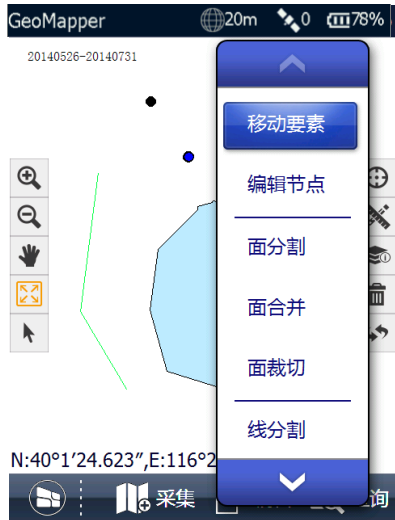 GeoMapper 20m 0 78%
20140526-20140731
移动要素
编辑节点
面分割
面合并
面裁切
线分割
N:40°1′24.623″,E:116°2
采集 询